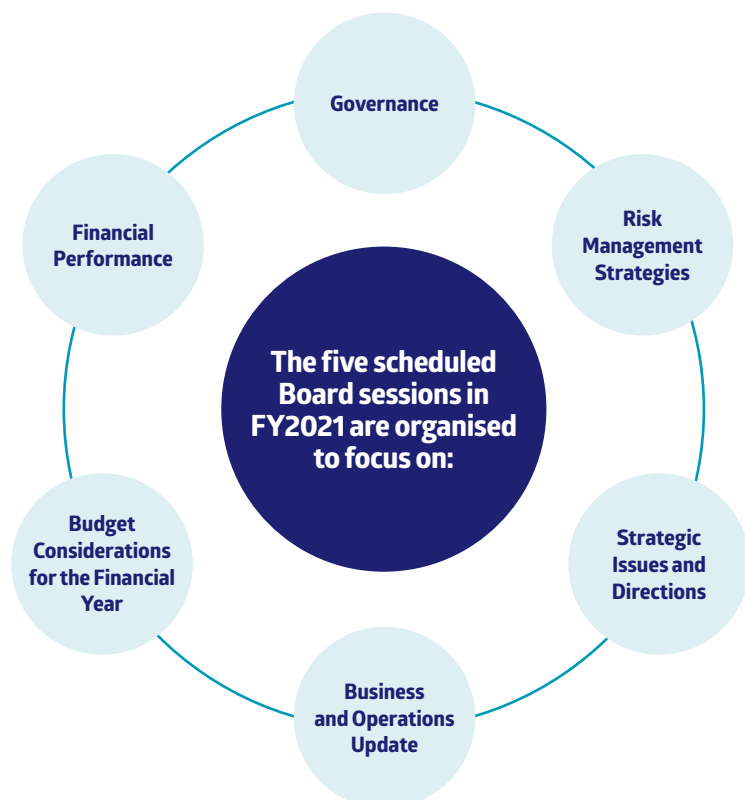 Governance
Risk
Management
Strategies
Strategic
Issues and
Directions
Business
and Operations
Update
Budget
Considerations
for the Financial
Year
Financial
Performance
The five scheduled
Board sessions in
FY2021 are organised
to focus on: